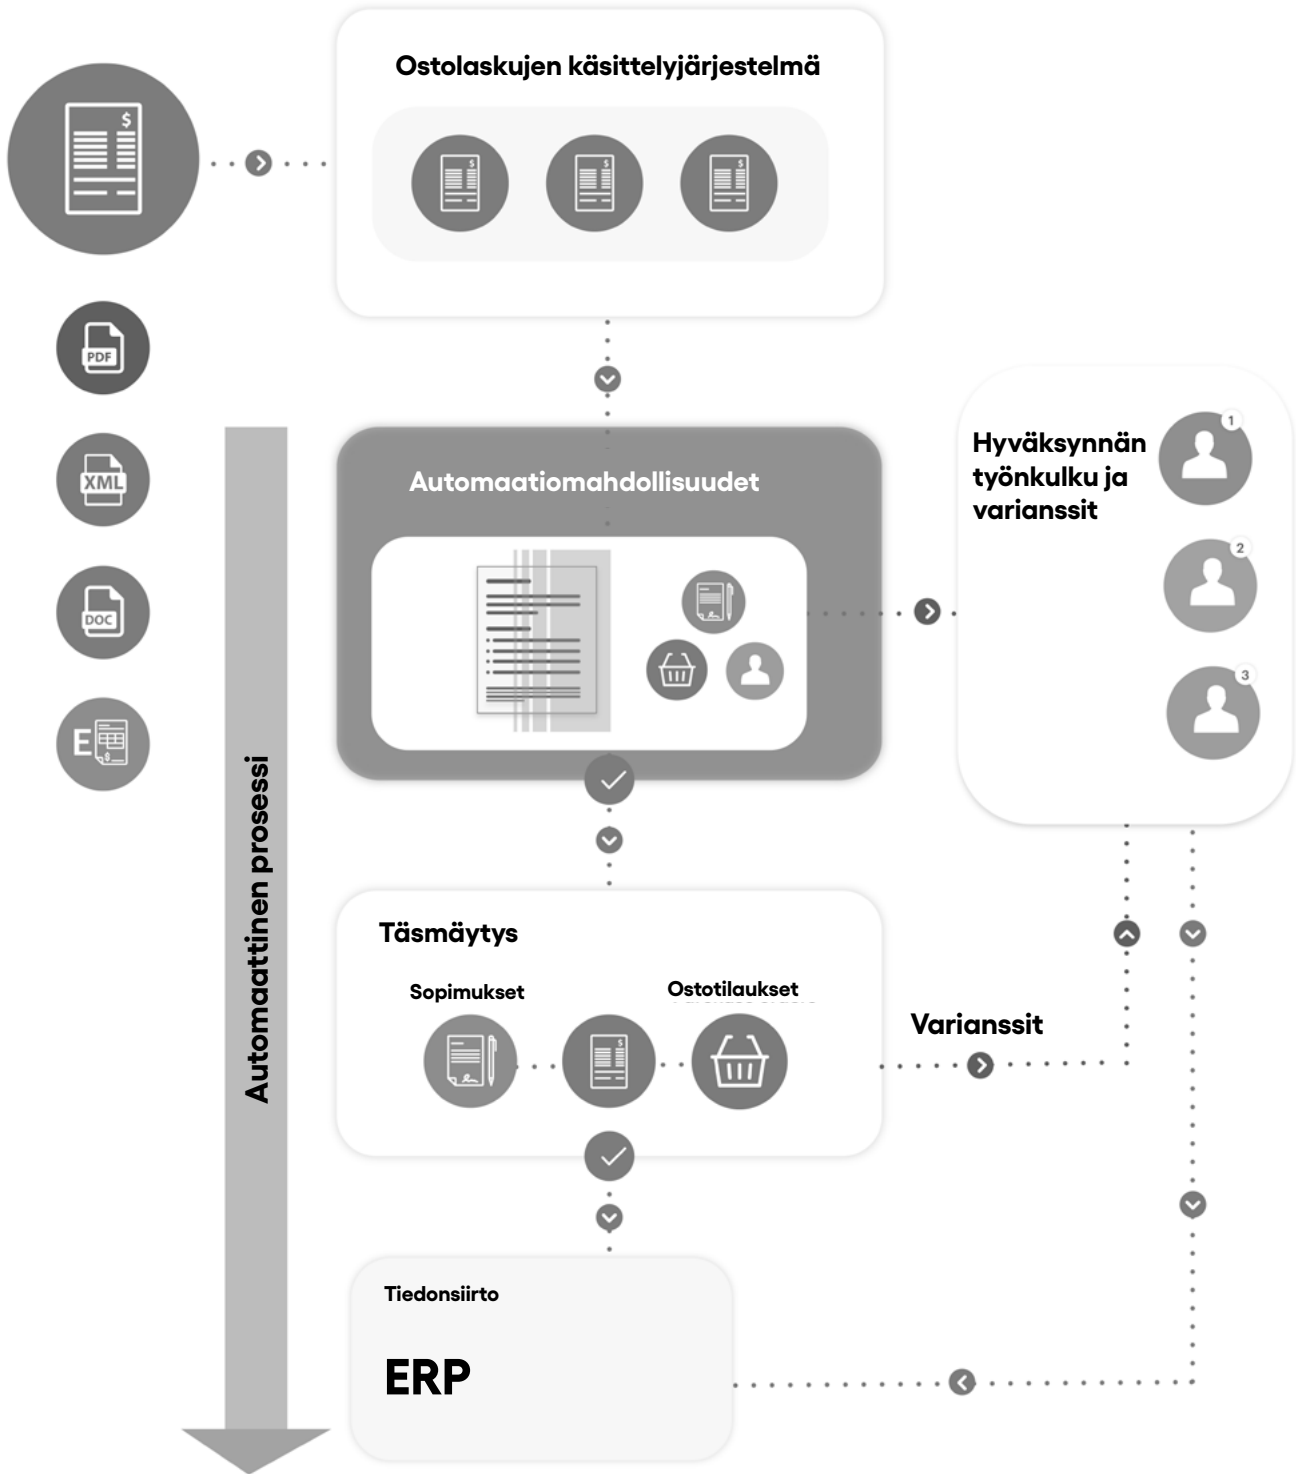 Ostolaskujen käsittelyjärjestelmä
$
$
$
$
PDF
XML
DOC
E
$
Automaattinen prosessi
Automaatiomahdollisuudet
Hyväksynnän
työnkulku ja
varianssit
1
2
3
Täsmäytys
Sopimukset
Ostotilaukset
$
Varianssit
Tiedonsiirto
ERP